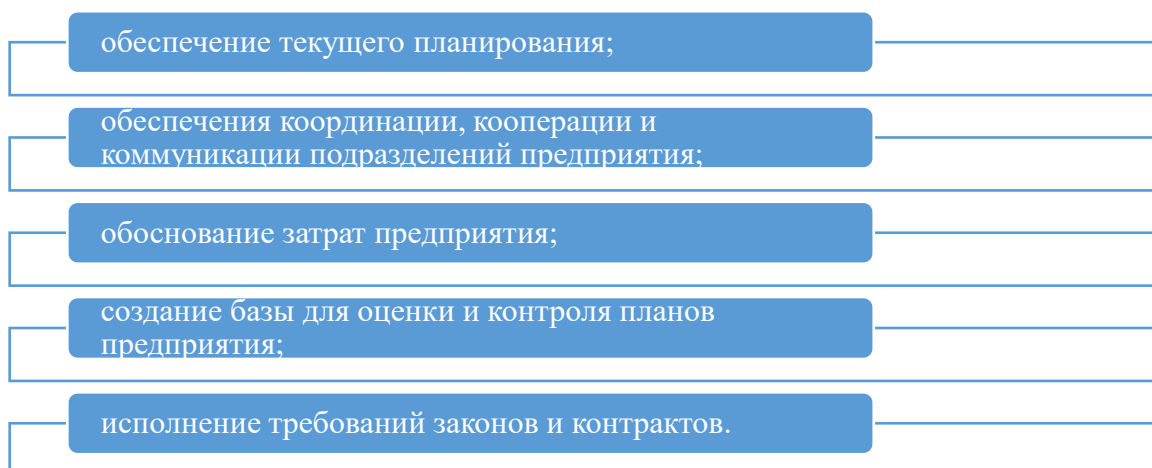 обеспечение текущего планирования;
обеспечения координации, кооперации и
коммуникации подразделений предприятия;
обоснование затрат предприятия;
создание базы для оценки и контроля планов
предприятия;
исполнение требований законов и контрактов.